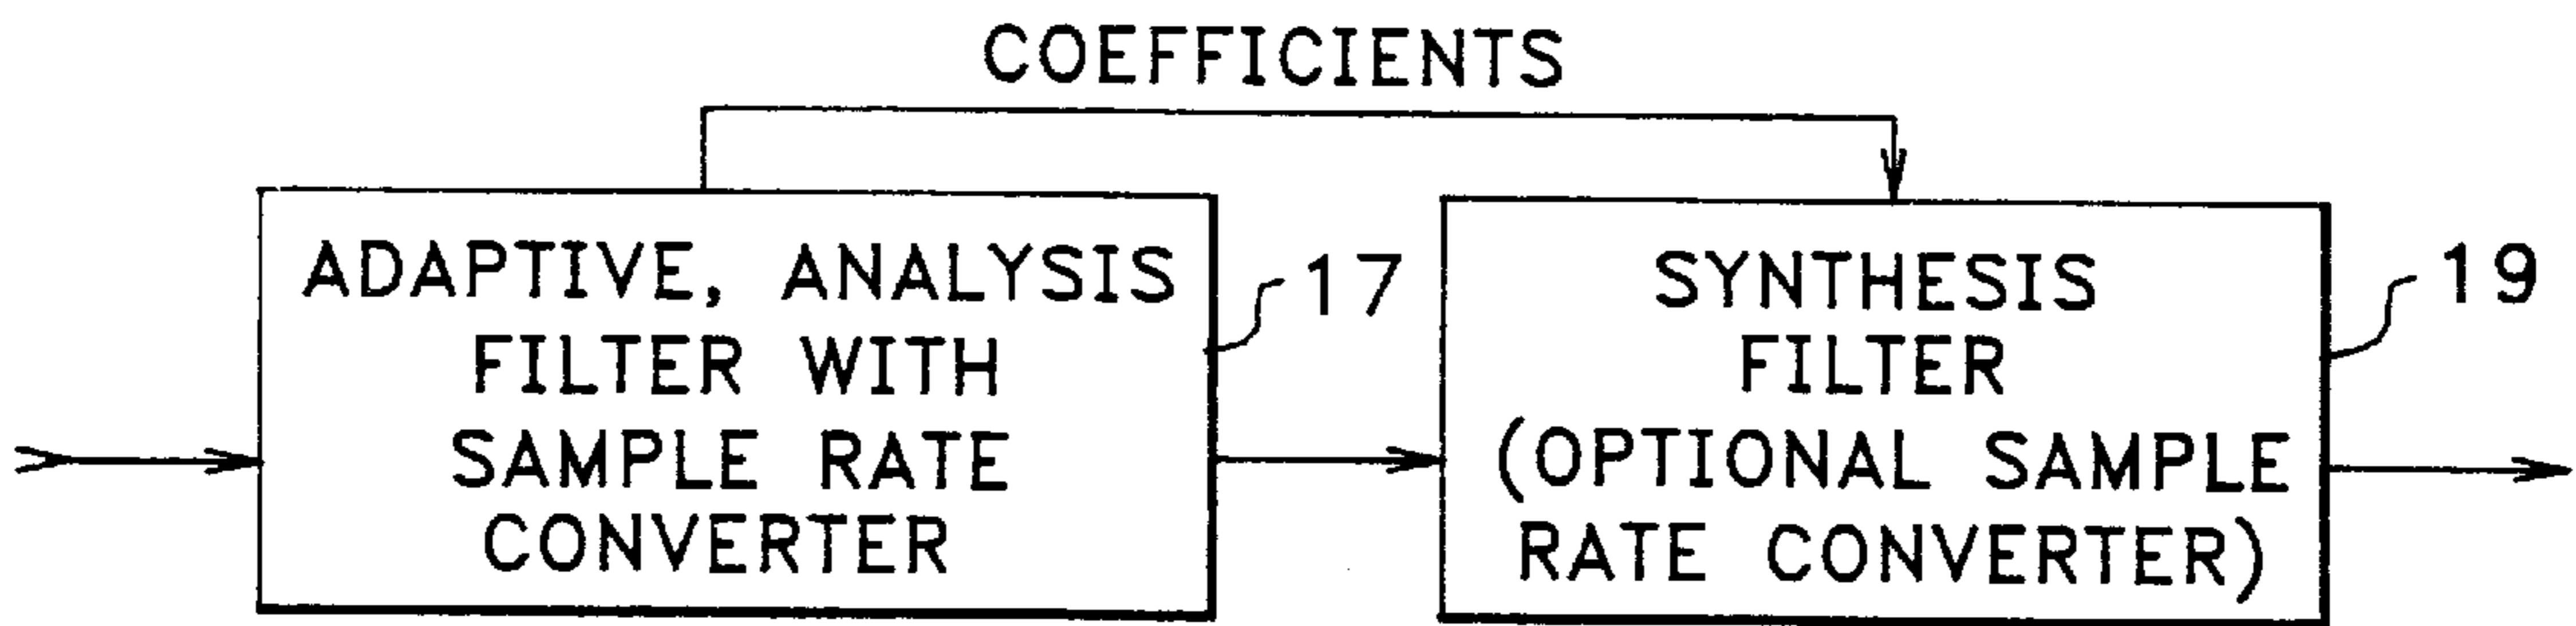 COEFFICIENTS
ADAPTIVE, ANALYSIS
FILTER WITH
SAMPLE RATE
CONVERTER
17
SYNTHESIS
FILTER
(OPTIONAL SAMPLE
RATE CONVERTER)
19